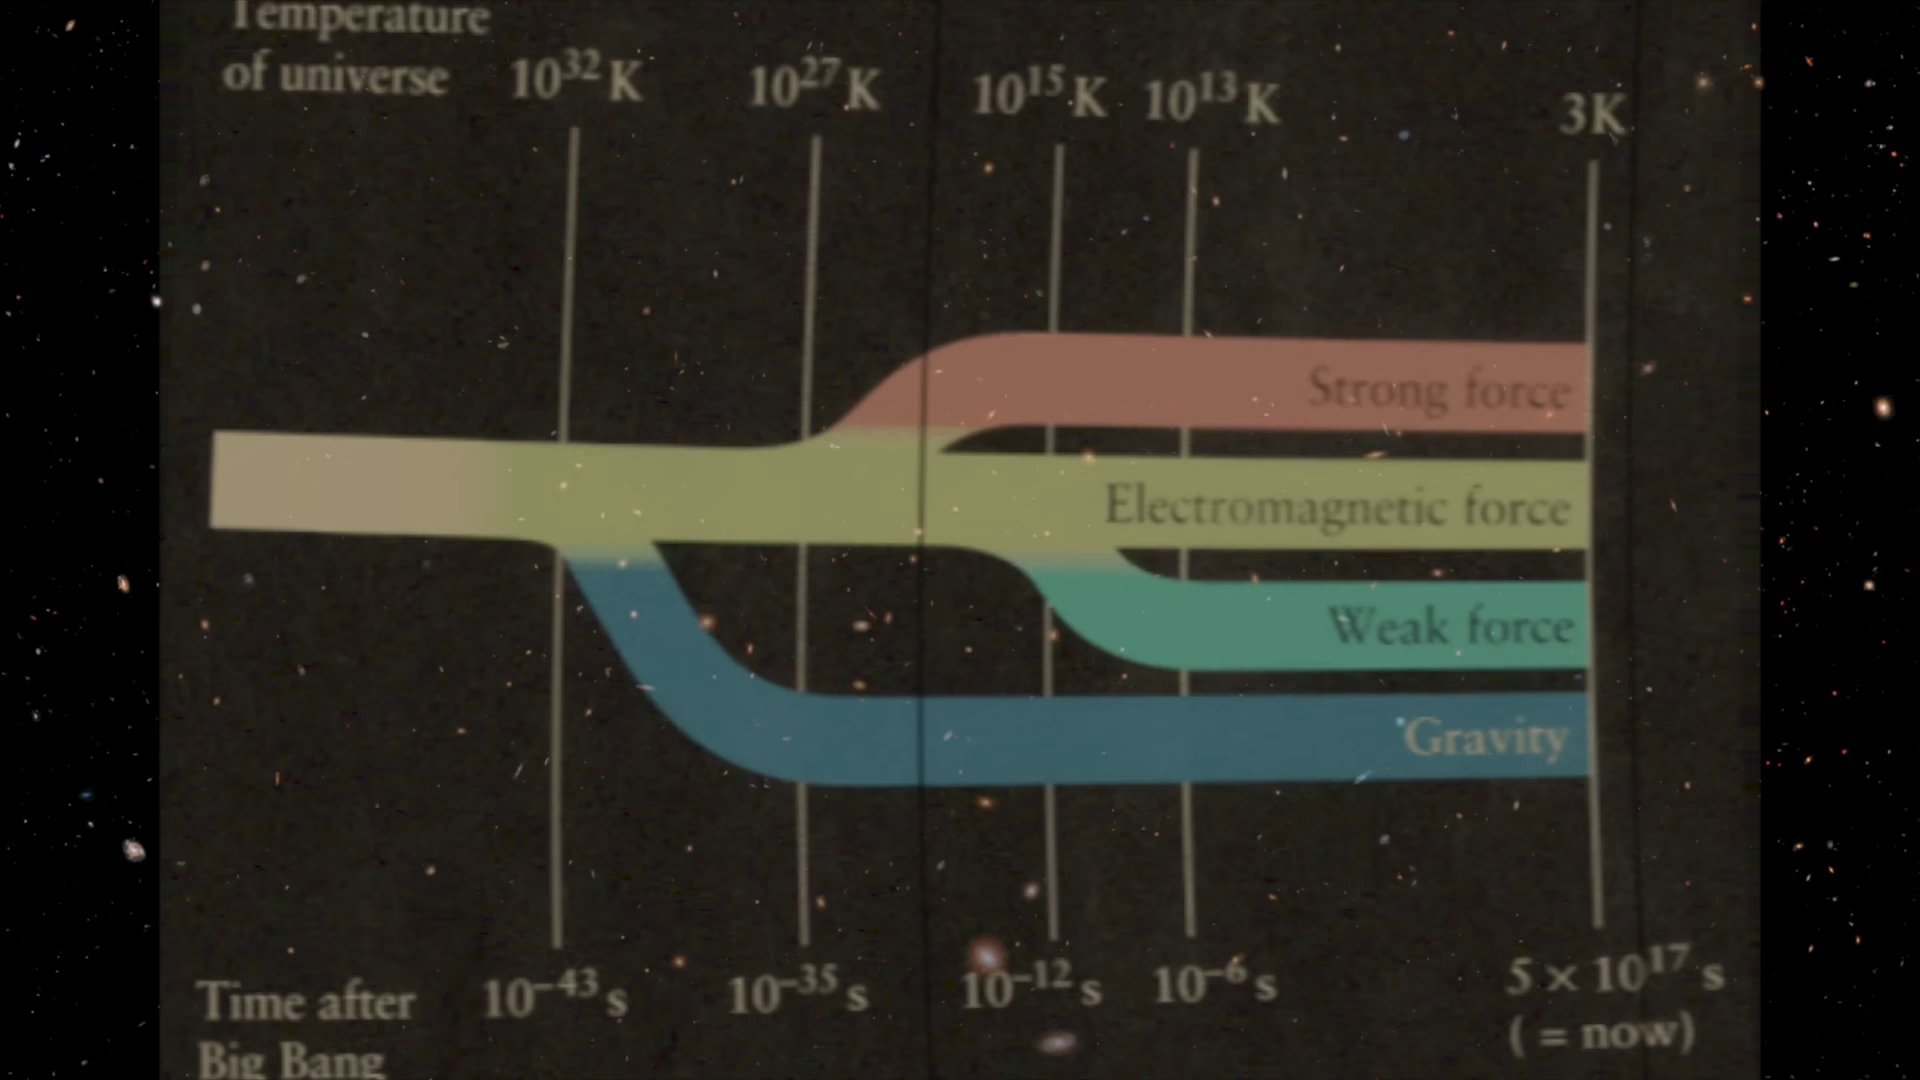 Temperature
of universe 10³²K 10²⁷K 10¹⁵K 10¹³K 3K
Strong force
Electromagnetic force
Weak force
Gravity
Time after 10⁻⁴³s 10⁻³⁵s 10⁻¹²s 10⁻⁶s 5 × 10¹⁷s
Big Bang ( = now)